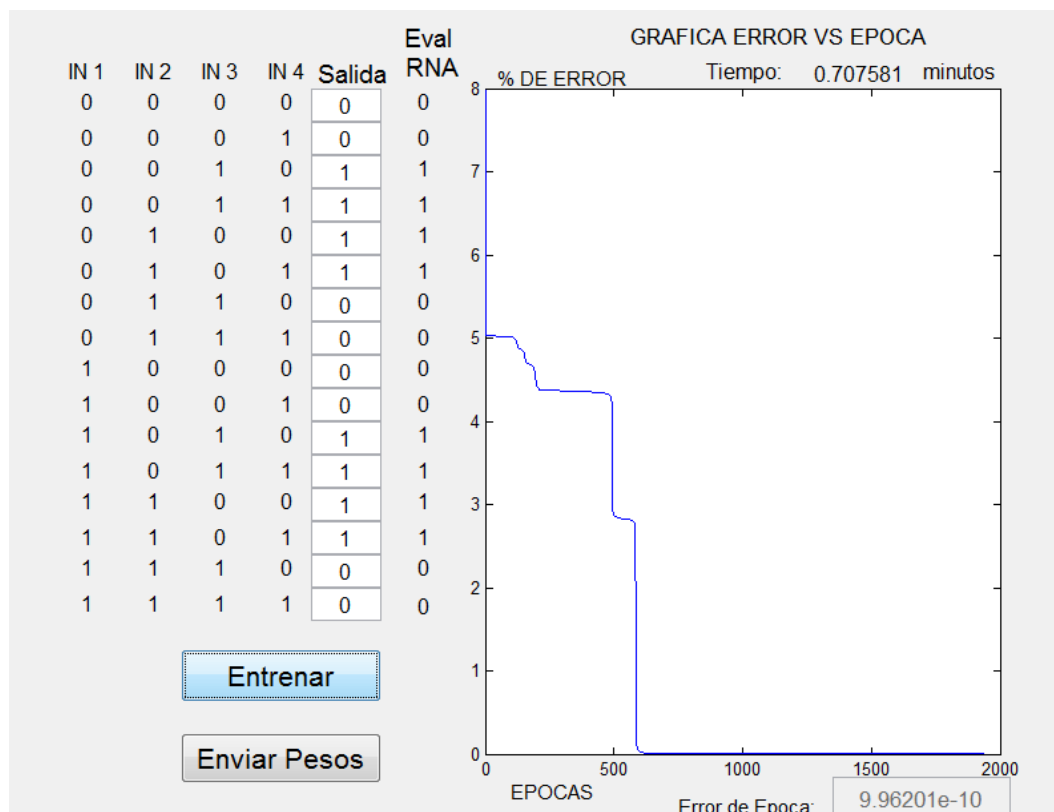 GRAFICA ERROR VS EPOCA
Eval
RNA
IN 1 IN 2 IN 3 IN 4 Salida
% DE ERROR Tiempo: 0.707581 minutos
0 0 0 0 0 0
0 0 0 1 0 0
0 0 1 0 1 1
0 0 1 1 1 1
0 1 0 0 1 1
0 1 0 1 1 1
0 1 1 0 0 0
0 1 1 1 0 0
1 0 0 0 0 0
1 0 0 1 0 0
1 0 1 0 1 1
1 0 1 1 1 1
1 1 0 0 1 1
1 1 0 1 1 1
1 1 1 0 0 0
1 1 1 1 0 0
Entrenar
Enviar Pesos
8
7
6
5
4
3
2
1
0
0 500 1000 1500 2000
EPOCAS
Error de Epoca: 9.96201e-10